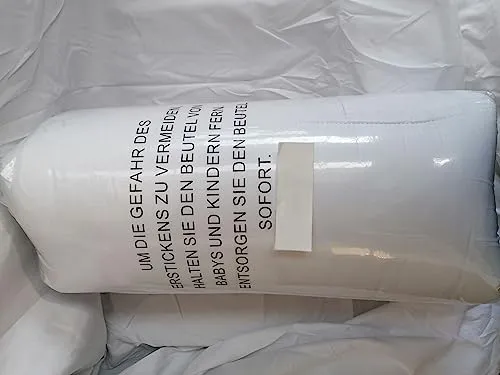 UM DIE GEFAHR DES
ERSTICKENS ZU VERMEIDEN
HALTEN SIE DEN BEUTEL VON
BABYS UND KINDERN FERN.
ENTSORGEN SIE DEN BEUTEL
SOFORT.